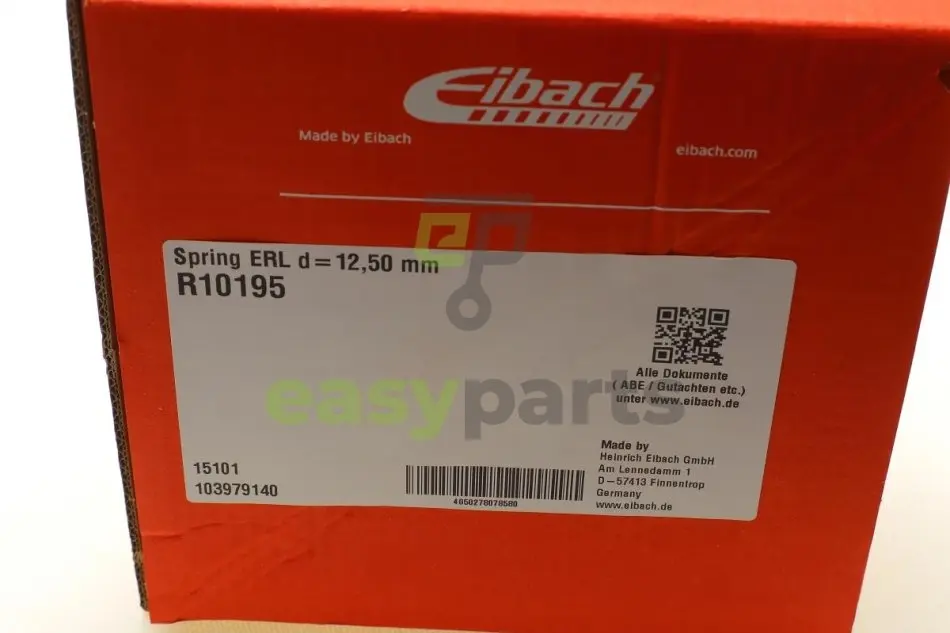 Eibach
Made by Eibach
eibach.com
Spring ERL d=12,50 mm
R10195
ep
Alle Dokumente
( ABE / Gutachten etc.)
unter www.eibach.de
easyparts
Made by
Heinrich Eibach GmbH
Am Lennedamm 1
D-57413 Finnentrop
Germany
www.eibach.de
15101
103979140
4650278078580